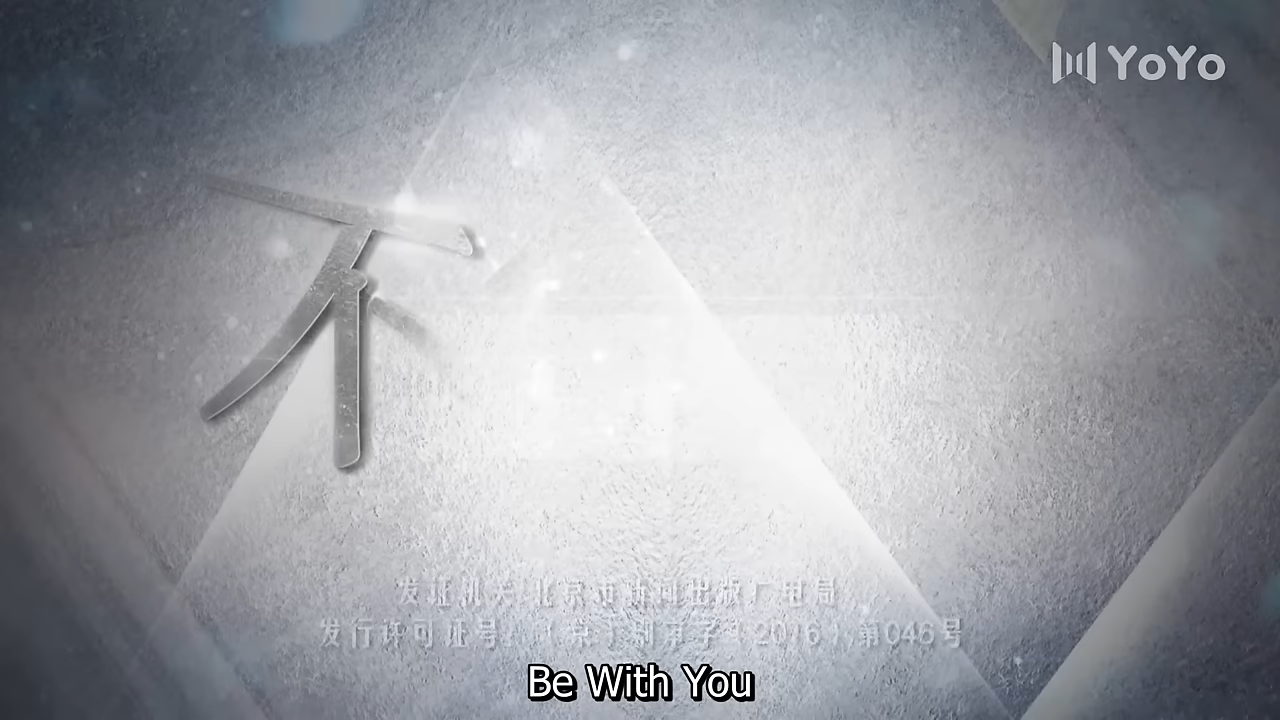 YoYo
不
发证机关:北京市新闻出版广电局
发行许可证号:(京)剧审字(2016)第046号
Be With You